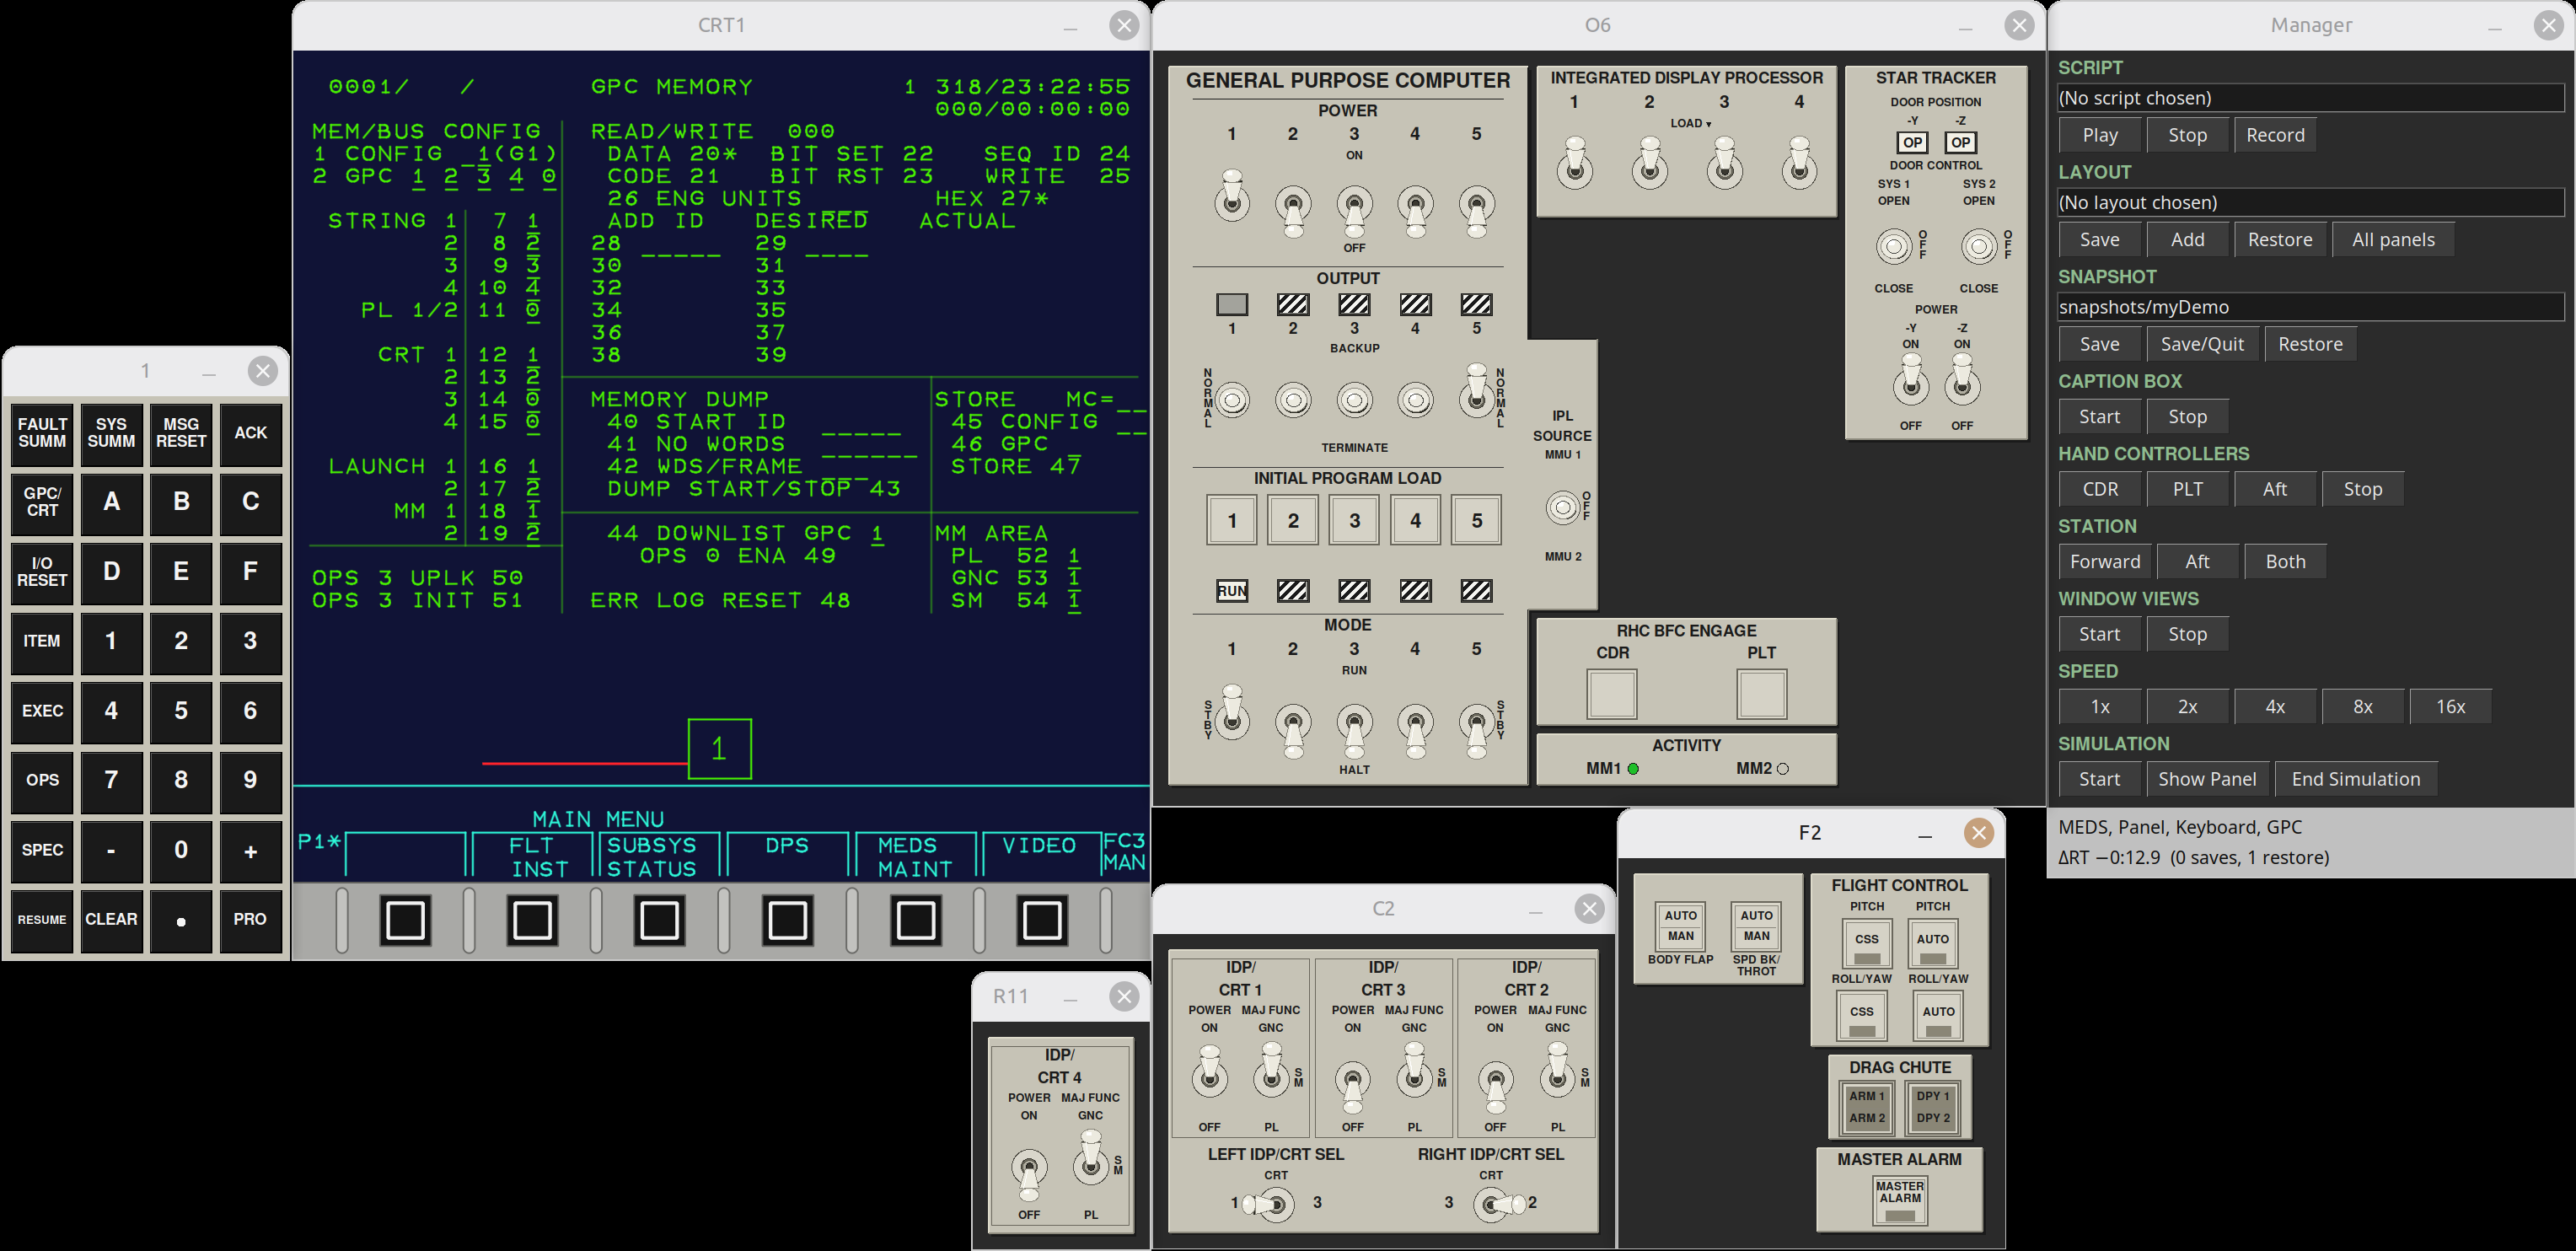 1
FAULT SUMM
SYS SUMM
MSG RESET
ACK
GPC/ CRT
A
B
C
I/O RESET
D
E
F
ITEM
1
2
3
EXEC
4
5
6
OPS
7
8
9
SPEC
-
0
+
RESUME
CLEAR
•
PRO
CRT1
0001/ / GPC MEMORY 1 318/23:22:55
000/00:00:00
MEM/BUS CONFIG READ/WRITE 000
1 CONFIG 1(G1) DATA 20* BIT SET 22 SEQ ID 24
2 GPC 1 2 3 4 0 CODE 21 BIT RST 23 WRITE 25
26 ENG UNITS ___ HEX 27*
STRING 1 7 1 ADD ID DESIRED ACTUAL
2 8 2 28 29
3 9 3 30 _____ 31 ____
4 10 4 32 33
PL 1/2 11 0 34 35
36 37
CRT 1 12 1 38 39
2 13 2
3 14 0 MEMORY DUMP STORE MC=__
4 15 0 40 START ID _____ 45 CONFIG __
41 NO WORDS ______ 46 GPC _
LAUNCH 1 16 1 42 WDS/FRAME ___ STORE 47
2 17 2 DUMP START/STOP 43
MM 1 18 1
2 19 2 44 DOWNLIST GPC 1 MM AREA
OPS 0 ENA 49 PL 52 1
OPS 3 UPLK 50 GNC 53 1
OPS 3 INIT 51 ERR LOG RESET 48 SM 54 1
1
MAIN MENU
P1* FLT INST SUBSYS STATUS DPS MEDS MAINT VIDEO FC3 MAN
R11
IDP/
CRT 4
POWER MAJ FUNC
ON GNC
SM
OFF PL
O6
GENERAL PURPOSE COMPUTER
POWER
1 2 3 4 5
ON
OFF
OUTPUT
1 2 3 4 5
BACKUP
NORMAL NORMAL
TERMINATE
INITIAL PROGRAM LOAD
1 2 3 4 5
RUN
MODE
1 2 3 4 5
RUN
STBY STBY
HALT
IPL
SOURCE
MMU 1
OFF
MMU 2
INTEGRATED DISPLAY PROCESSOR
1 2 3 4
LOAD ▾
STAR TRACKER
DOOR POSITION
-Y -Z
OP OP
DOOR CONTROL
SYS 1 SYS 2
OPEN OPEN
OFF OFF
CLOSE CLOSE
POWER
-Y -Z
ON ON
OFF OFF
RHC BFC ENGAGE
CDR PLT
ACTIVITY
MM1 MM2
C2
IDP/ IDP/ IDP/
CRT 1 CRT 3 CRT 2
POWER MAJ FUNC POWER MAJ FUNC POWER MAJ FUNC
ON GNC ON GNC ON GNC
SM SM SM
OFF PL OFF PL OFF PL
LEFT IDP/CRT SEL RIGHT IDP/CRT SEL
CRT CRT
1 3 3 2
F2
AUTO MAN
AUTO MAN
BODY FLAP
SPD BK/ THROT
FLIGHT CONTROL
PITCH PITCH
CSS AUTO
ROLL/YAW ROLL/YAW
CSS AUTO
DRAG CHUTE
ARM 1 DPY 1
ARM 2 DPY 2
MASTER ALARM
MASTER
ALARM
Manager
SCRIPT
(No script chosen)
Play Stop Record
LAYOUT
(No layout chosen)
Save Add Restore All panels
SNAPSHOT
snapshots/myDemo
Save Save/Quit Restore
CAPTION BOX
Start Stop
HAND CONTROLLERS
CDR PLT Aft Stop
STATION
Forward Aft Both
WINDOW VIEWS
Start Stop
SPEED
1x 2x 4x 8x 16x
SIMULATION
Start Show Panel End Simulation
MEDS, Panel, Keyboard, GPC
ΔRT −0:12.9 (0 saves, 1 restore)